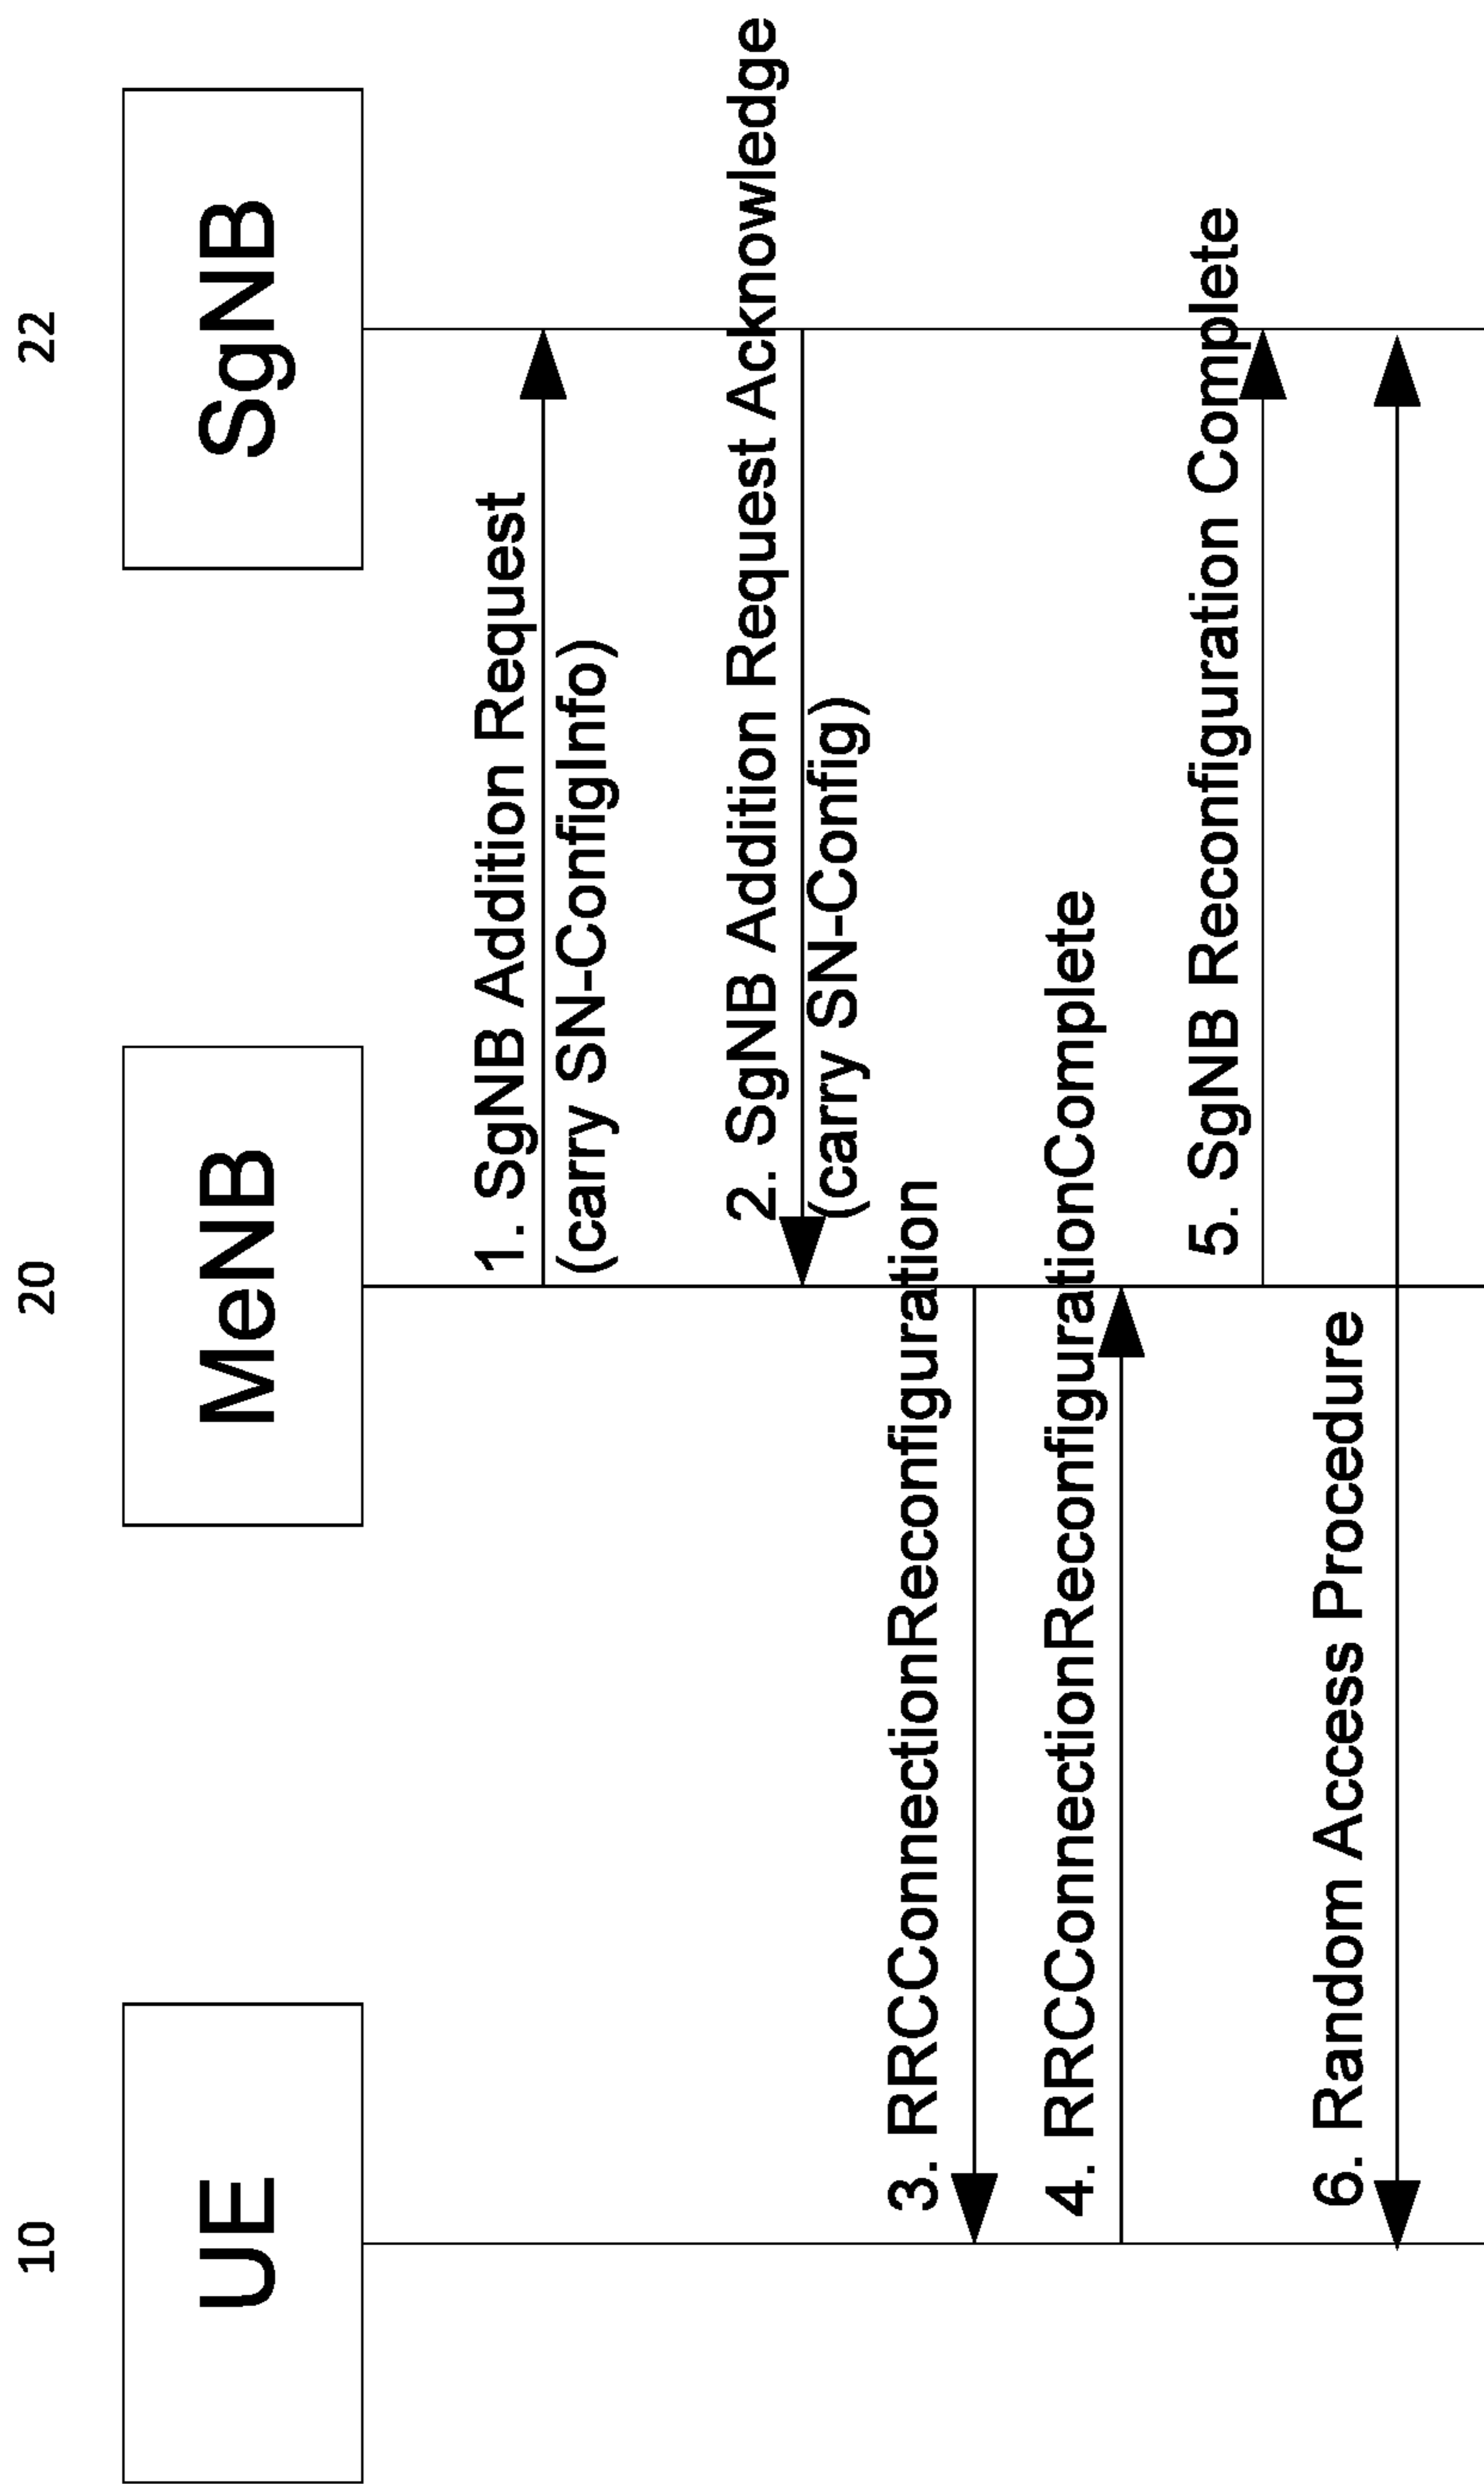 10
20
22
UE
MeNB
SgNB
1. SgNB Addition Request
(carry SN-ConfigInfo)
2. SgNB Addition Request Acknowledge
(carry SN-Config)
3. RRCConnectionReconfiguration
4. RRCConnectionReconfigurationComplete
5. SgNB Reconfiguration Complete
6. Random Access Procedure